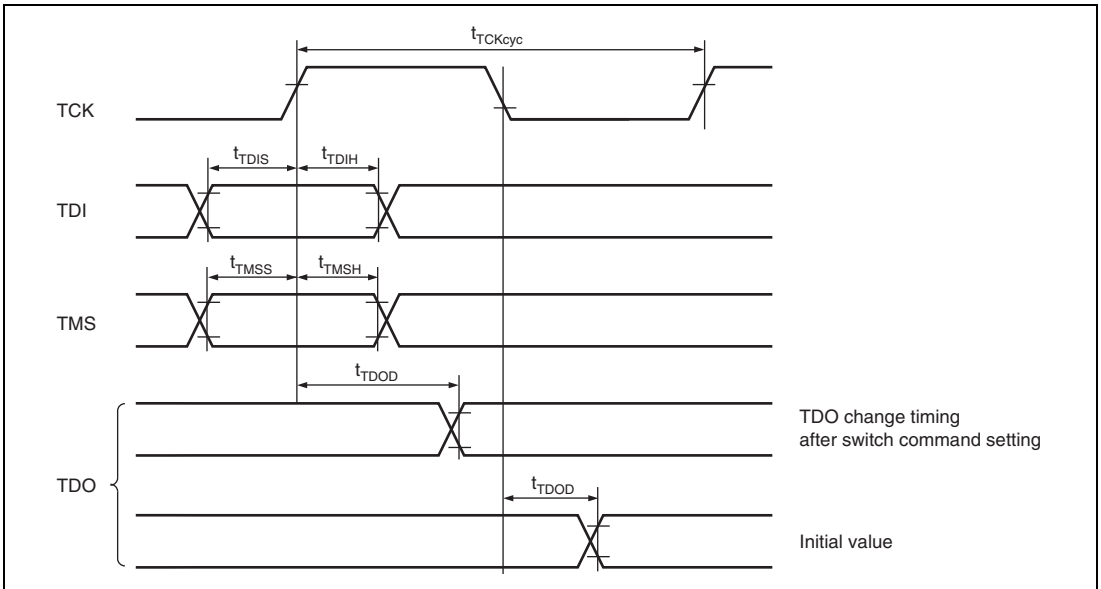 tTCKcyc
TCK
tTDIS
tTDIH
TDI
tTMSS
tTMSH
TMS
tTDOD
TDO change timing
after switch command setting
TDO
tTDOD
Initial value